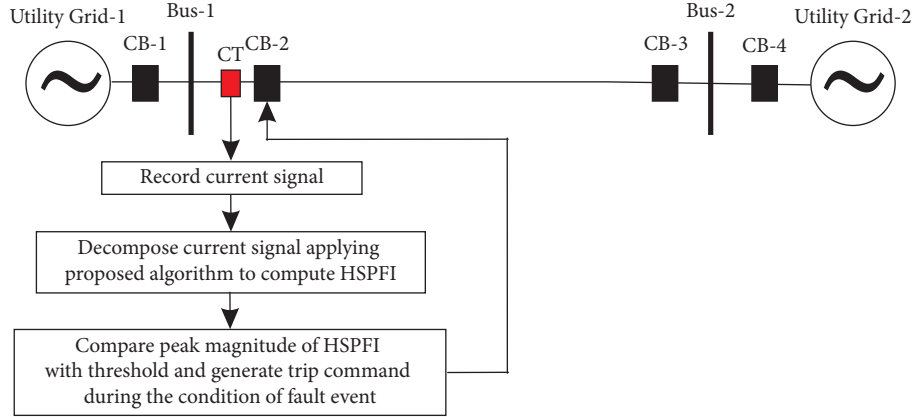 Utility Grid-1
Bus-1
CB-1
CT
CB-2
CB-3
Bus-2
CB-4
Utility Grid-2
Record current signal
Decompose current signal applying
proposed algorithm to compute HSPFI
Compare peak magnitude of HSPFI
with threshold and generate trip command
during the condition of fault event